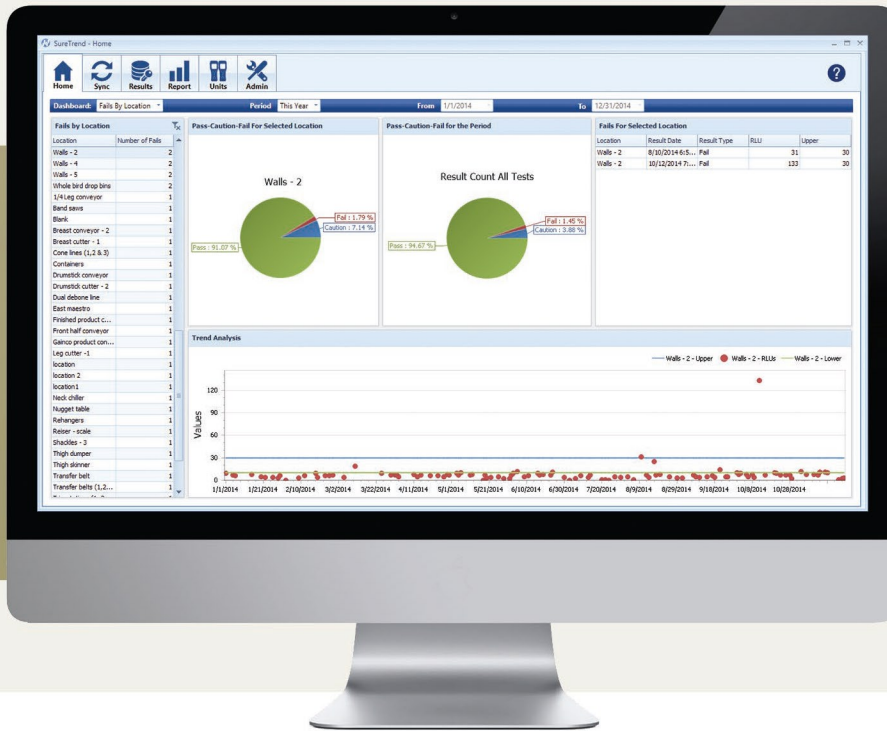 SureTrend - Home
Home Sync Results Report Units Admin
Dashboard: Fails By Location Period This Year From 1/1/2014 To 12/31/2014
Fails by Location
Location Number of Fails
Walls - 2 2
Walls - 4 2
Walls - 5 2
Whole bird drop bins 2
1/4 Leg conveyor 1
Band saws 1
Blank 1
Breast conveyor - 2 1
Breast cutter - 1 1
Cone lines (1,2 & 3) 1
Containers 1
Drumstick conveyor 1
Drumstick cutter - 2 1
Dual debone line 1
East maestro 1
Finished product c... 1
Front half conveyor 1
Gainco product con... 1
Leg cutter -1 1
location 1
location 2 1
location1 1
Neck chiller 1
Nugget table 1
Rehangers 1
Reiser - scale 1
Shackles - 3 1
Thigh dumper 1
Thigh skinner 1
Transfer belt 1
Transfer belts (1,2... 1
Pass-Caution-Fail For Selected Location
Walls - 2
Fail : 1.79 %
Caution : 7.14 %
Pass : 91.07 %
Pass-Caution-Fail for the Period
Result Count All Tests
Fail : 1.45 %
Caution : 3.88 %
Pass : 94.67 %
Fails For Selected Location
Location Result Date Result Type RLU Upper
Walls - 2 8/10/2014 6:5... Fail 31 30
Walls - 2 10/12/2014 7:... Fail 133 30
Trend Analysis
Walls - 2 - Upper Walls - 2 - RLUs Walls - 2 - Lower
Values
120
90
60
30
0
1/1/2014 1/21/2014 2/10/2014 3/2/2014 3/22/2014 4/11/2014 5/1/2014 5/21/2014 6/10/2014 6/30/2014 7/20/2014 8/9/2014 8/29/2014 9/18/2014 10/8/2014 10/28/2014